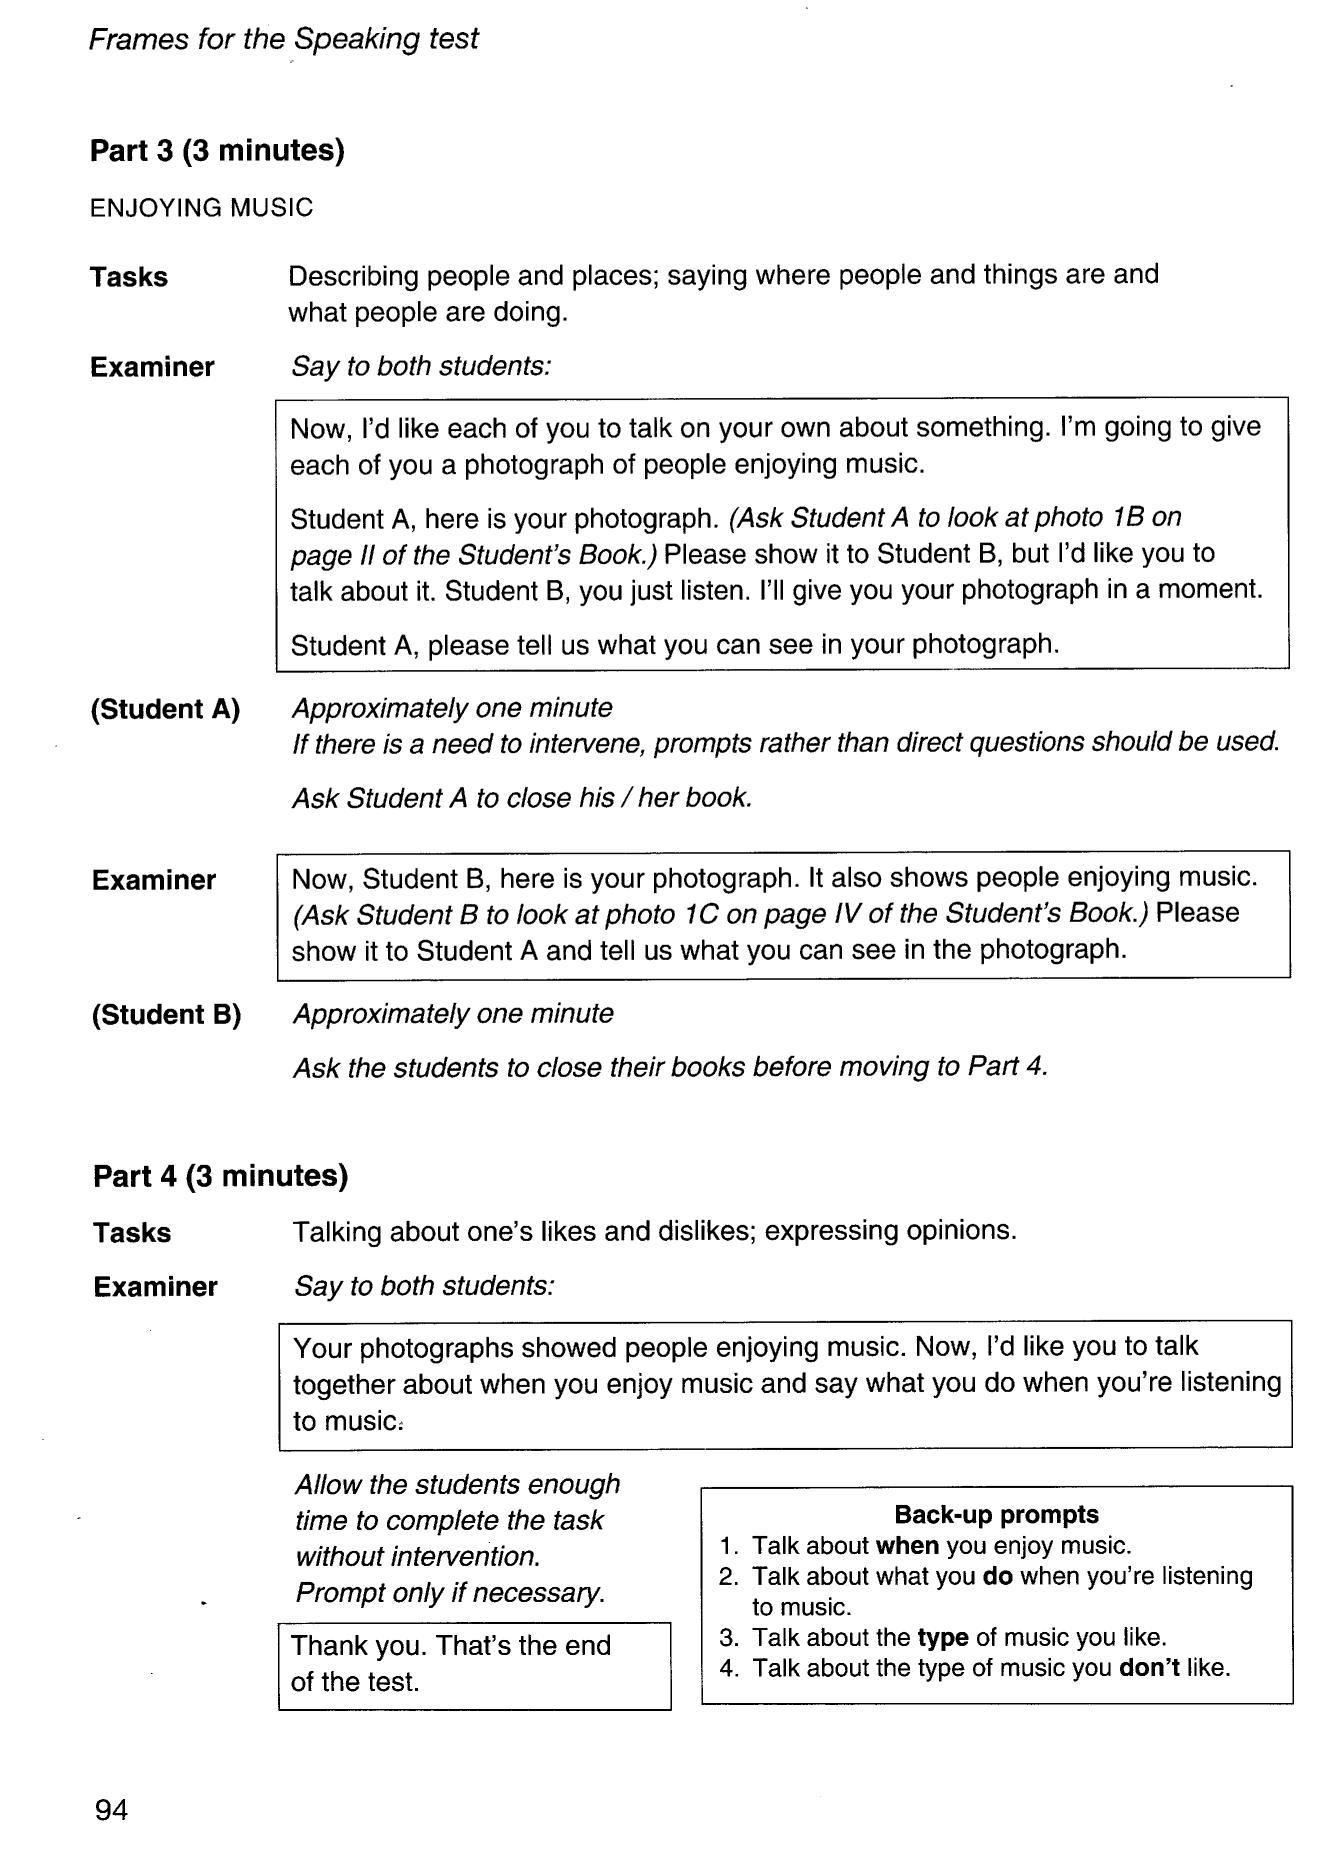 Frames for the Speaking test
Part 3 (3 minutes)
ENJOYING MUSIC
Tasks Describing people and places; saying where people and things are and
what people are doing.
Examiner Say to both students:
Now, I'd like each of you to talk on your own about something. I'm going to give
each of you a photograph of people enjoying music.
Student A, here is your photograph. (Ask Student A to look at photo 1B on
page II of the Student's Book.) Please show it to Student B, but I'd like you to
talk about it. Student B, you just listen. I'll give you your photograph in a moment.
Student A, please tell us what you can see in your photograph.
(Student A) Approximately one minute
If there is a need to intervene, prompts rather than direct questions should be used.
Ask Student A to close his / her book.
Examiner Now, Student B, here is your photograph. It also shows people enjoying music.
(Ask Student B to look at photo 1C on page IV of the Student's Book.) Please
show it to Student A and tell us what you can see in the photograph.
(Student B) Approximately one minute
Ask the students to close their books before moving to Part 4.
Part 4 (3 minutes)
Tasks Talking about one's likes and dislikes; expressing opinions.
Examiner Say to both students:
Your photographs showed people enjoying music. Now, I'd like you to talk
together about when you enjoy music and say what you do when you're listening
to music.
Allow the students enough
time to complete the task
without intervention.
Prompt only if necessary.
Thank you. That's the end
of the test.
Back-up prompts
1. Talk about when you enjoy music.
2. Talk about what you do when you're listening
to music.
3. Talk about the type of music you like.
4. Talk about the type of music you don't like.
94